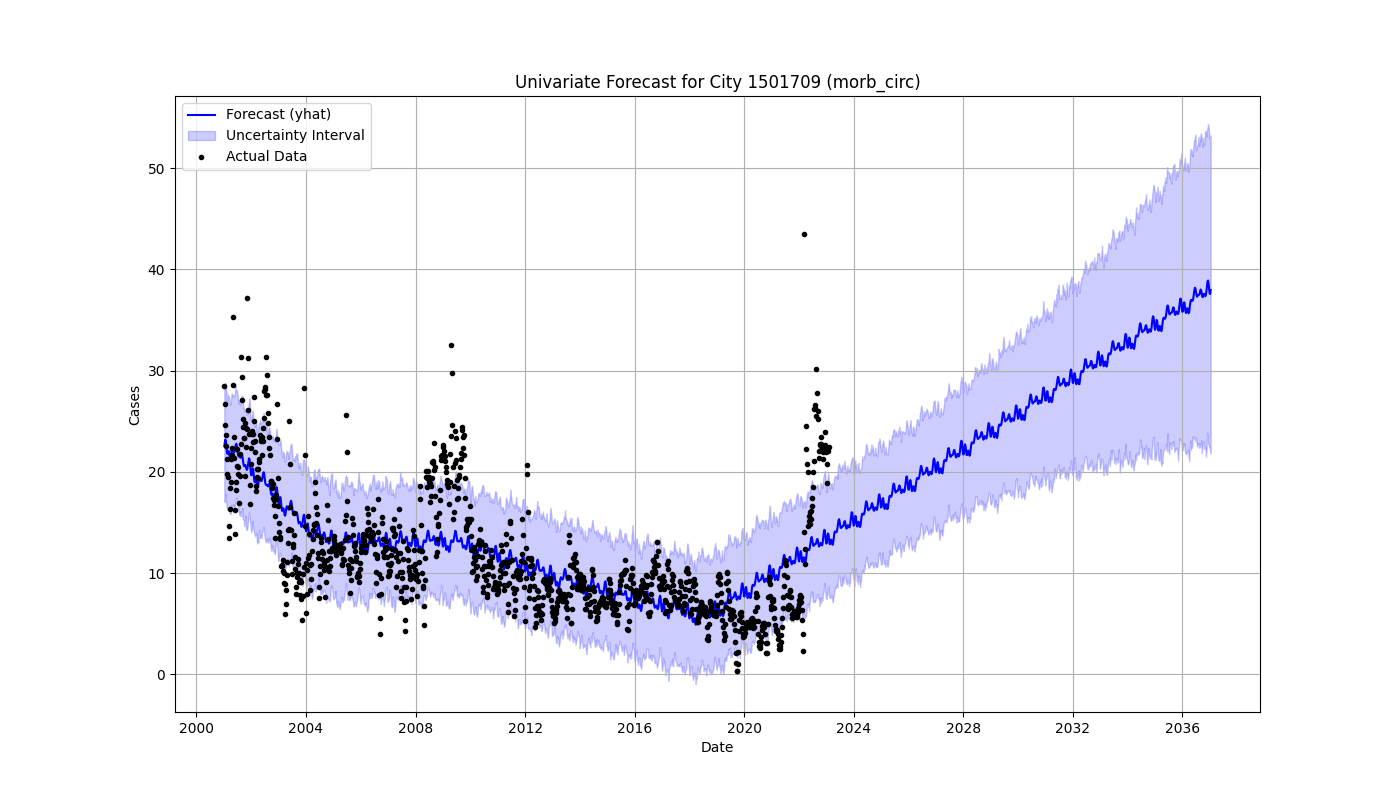 Univariate Forecast for City 1501709 (morb_circ)
Forecast (yhat)
Uncertainty Interval
Actual Data
Cases
50
40
30
20
10
0
2000 2004 2008 2012 2016 2020 2024 2028 2032 2036
Date